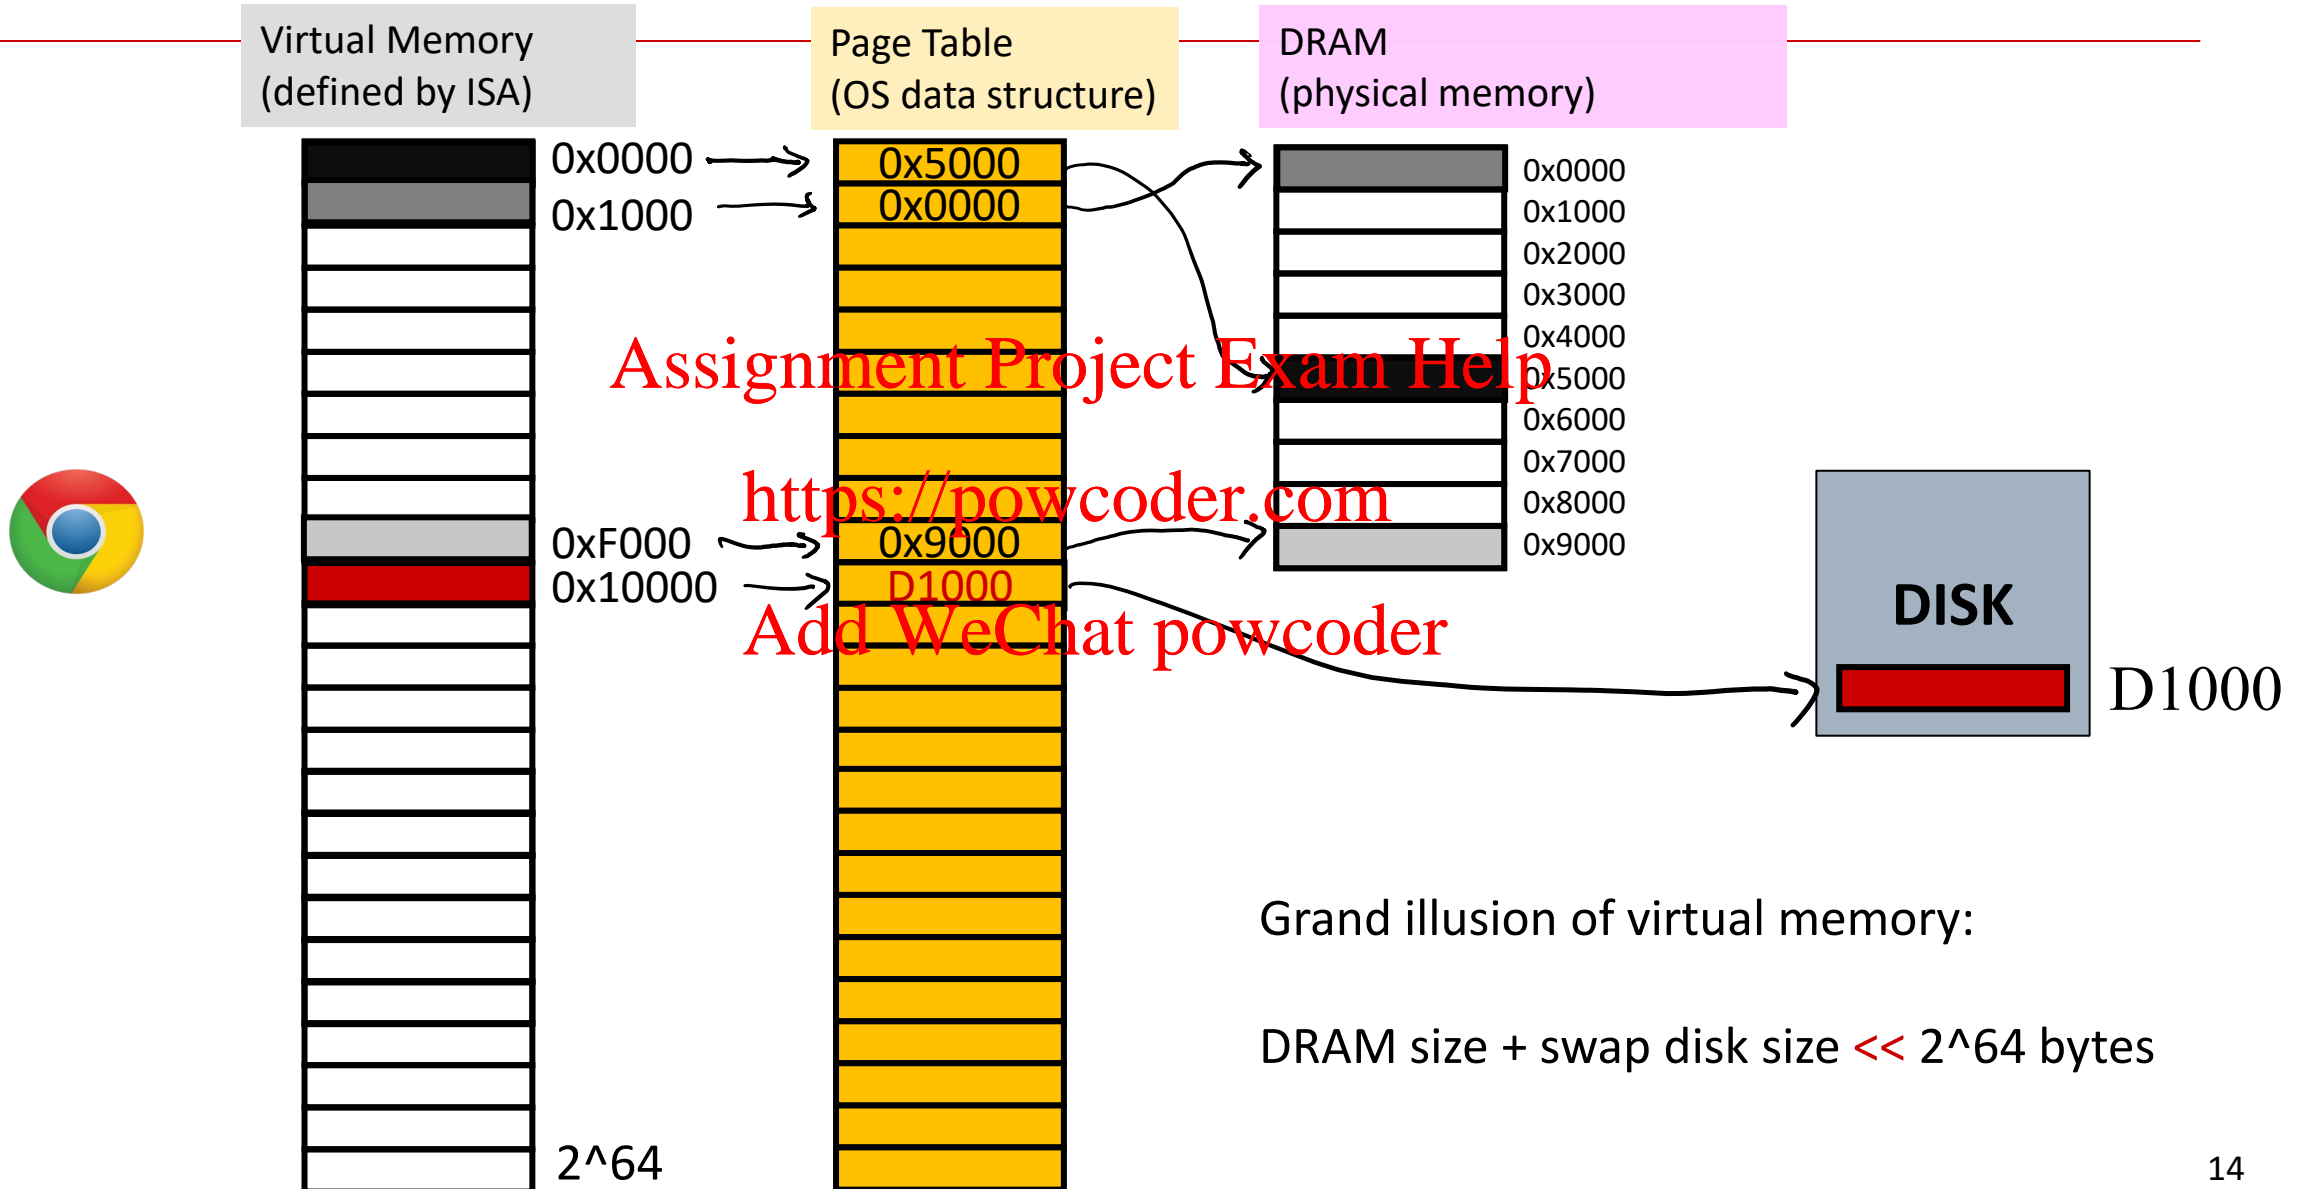 Virtual Memory
(defined by ISA)
Page Table
(OS data structure)
DRAM
(physical memory)
0x0000
0x1000
0xF000
0x10000
2^64
0x5000
0x0000
0x9000
D1000
0x0000
0x1000
0x2000
0x3000
0x4000
0x5000
0x6000
0x7000
0x8000
0x9000
Assignment Project Exam Help
https://powcoder.com
Add WeChat powcoder
DISK
D1000
Grand illusion of virtual memory:
DRAM size + swap disk size << 2^64 bytes
14